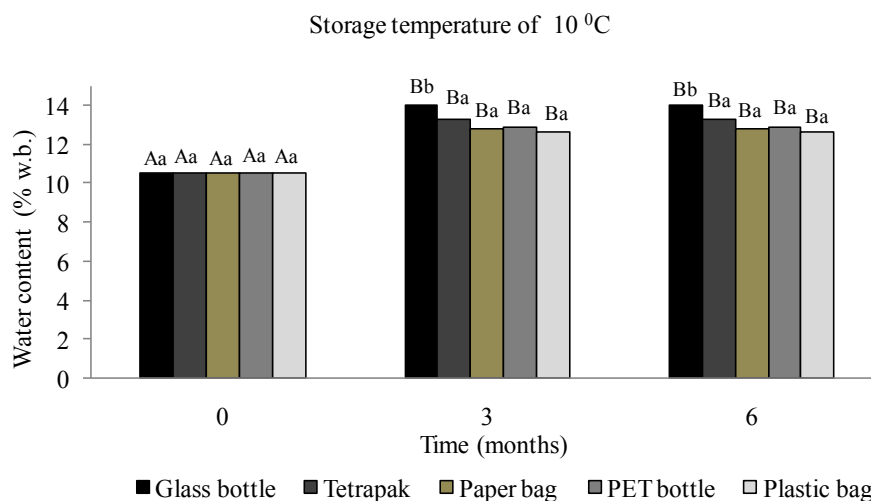 Storage temperature of 10 ⁰C
Water content (% w.b.)
14
12
10
8
6
4
2
0
Aa Aa Aa Aa Aa
Bb Ba Ba Ba Ba
Bb Ba Ba Ba Ba
0 3 6
Time (months)
Glass bottle Tetrapak Paper bag PET bottle Plastic bag